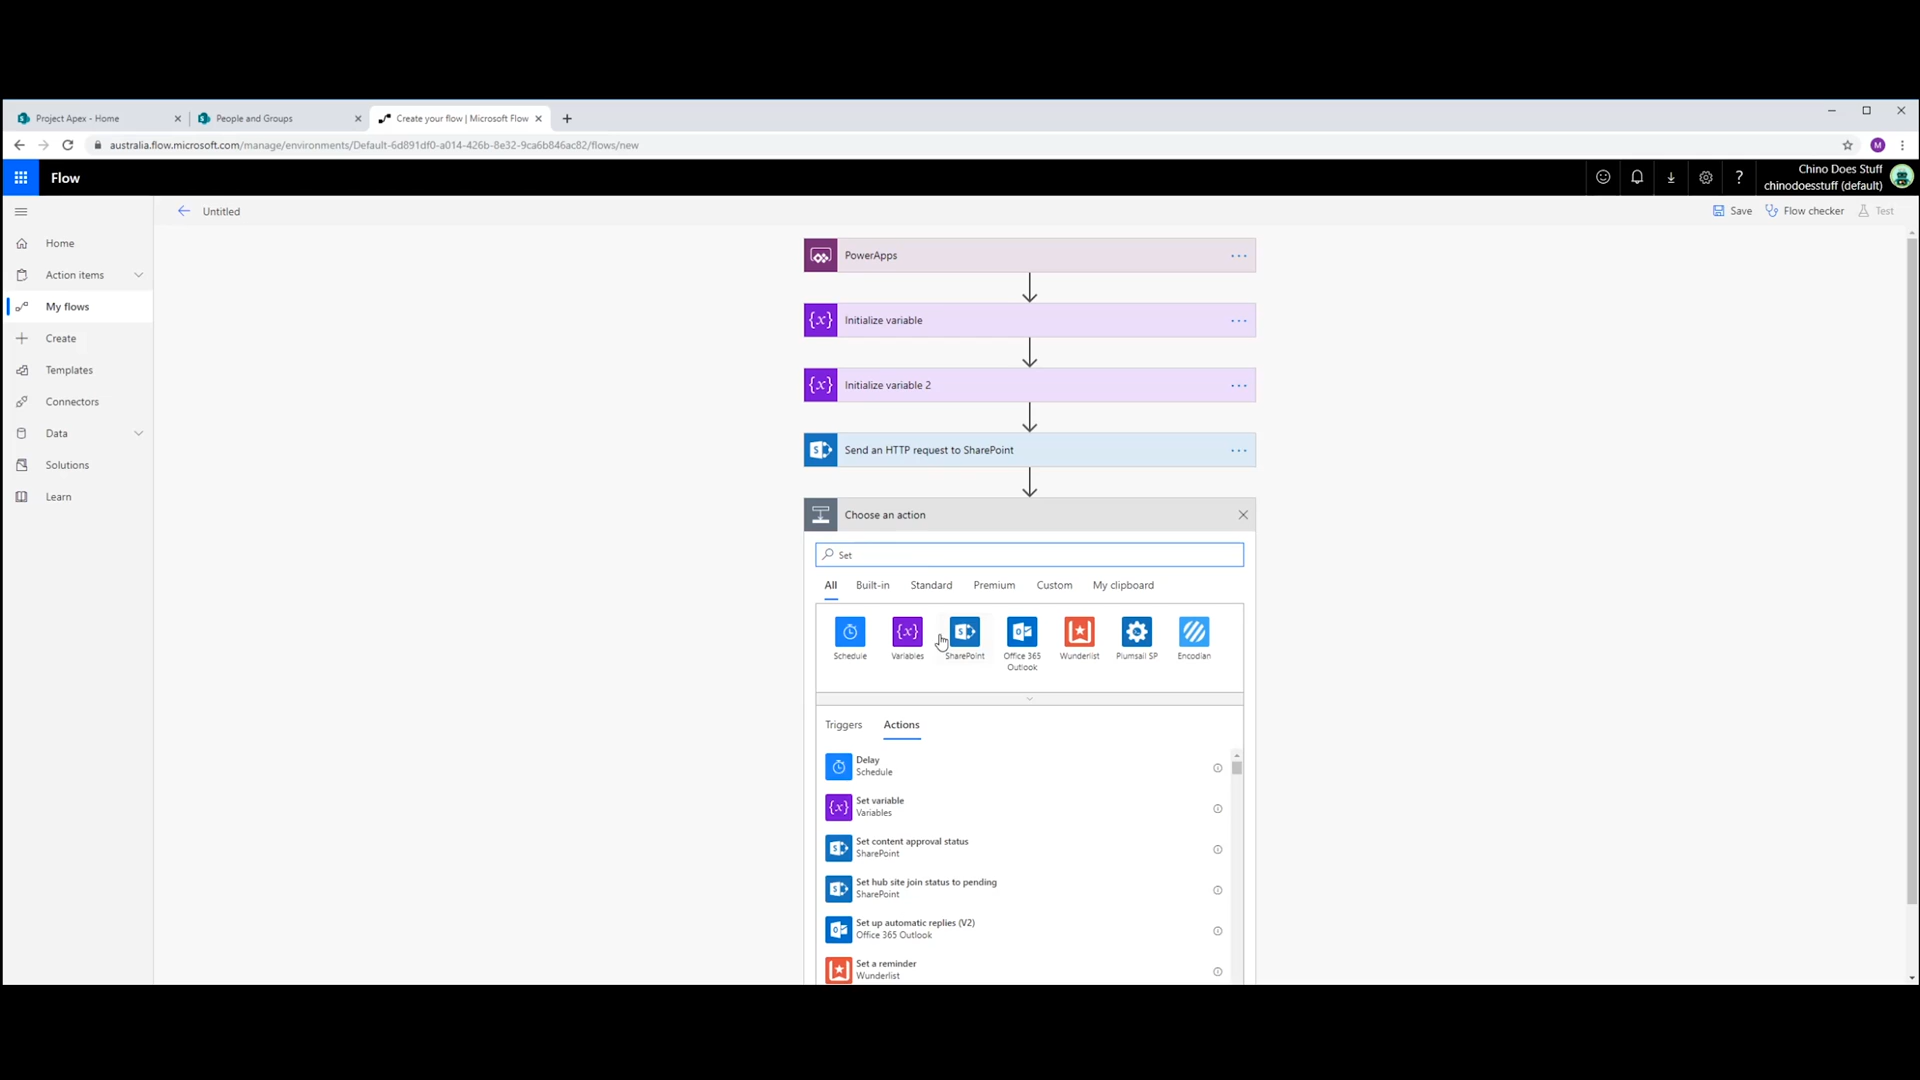 Project Apex - Home
People and Groups
Create your flow | Microsoft Flow
australia.flow.microsoft.com/manage/environments/Default-6d891df0-a014-426b-8e32-9ca6b846ac82/flows/new
M
Flow
?
Chino Does Stuff
chinodoesstuff (default)
Untitled
Save
Flow checker
Test
Home
Action items
My flows
Create
Templates
Connectors
Data
Solutions
Learn
PowerApps
{x} Initialize variable
{x} Initialize variable 2
Send an HTTP request to SharePoint
Choose an action
Set
All
Built-in
Standard
Premium
Custom
My clipboard
Schedule
Variables
SharePoint
Office 365
Outlook
Wunderlist
Plumsail SP
Encodian
Triggers
Actions
Delay
Schedule
Set variable
Variables
Set content approval status
SharePoint
Set hub site join status to pending
SharePoint
Set up automatic replies (V2)
Office 365 Outlook
Set a reminder
Wunderlist